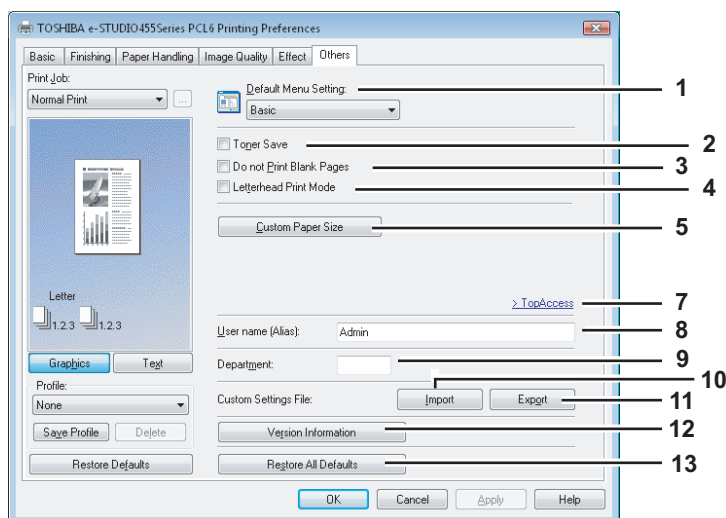 TOSHIBA e-STUDIO455Series PCL6 Printing Preferences
Basic Finishing Paper Handling Image Quality Effect Others
Print Job:
Normal Print
...
Default Menu Setting:
Basic
1
Toner Save
2
Do not Print Blank Pages
3
Letterhead Print Mode
4
Custom Paper Size
5
Letter
1.2.3 1.2.3
> TopAccess
7
User name (Alias): Admin
8
Graphics Text
Department:
9
10
Profile:
None
Custom Settings File: Import Export
11
Save Profile Delete
Version Information
12
Restore Defaults
Restore All Defaults
13
OK Cancel Apply Help